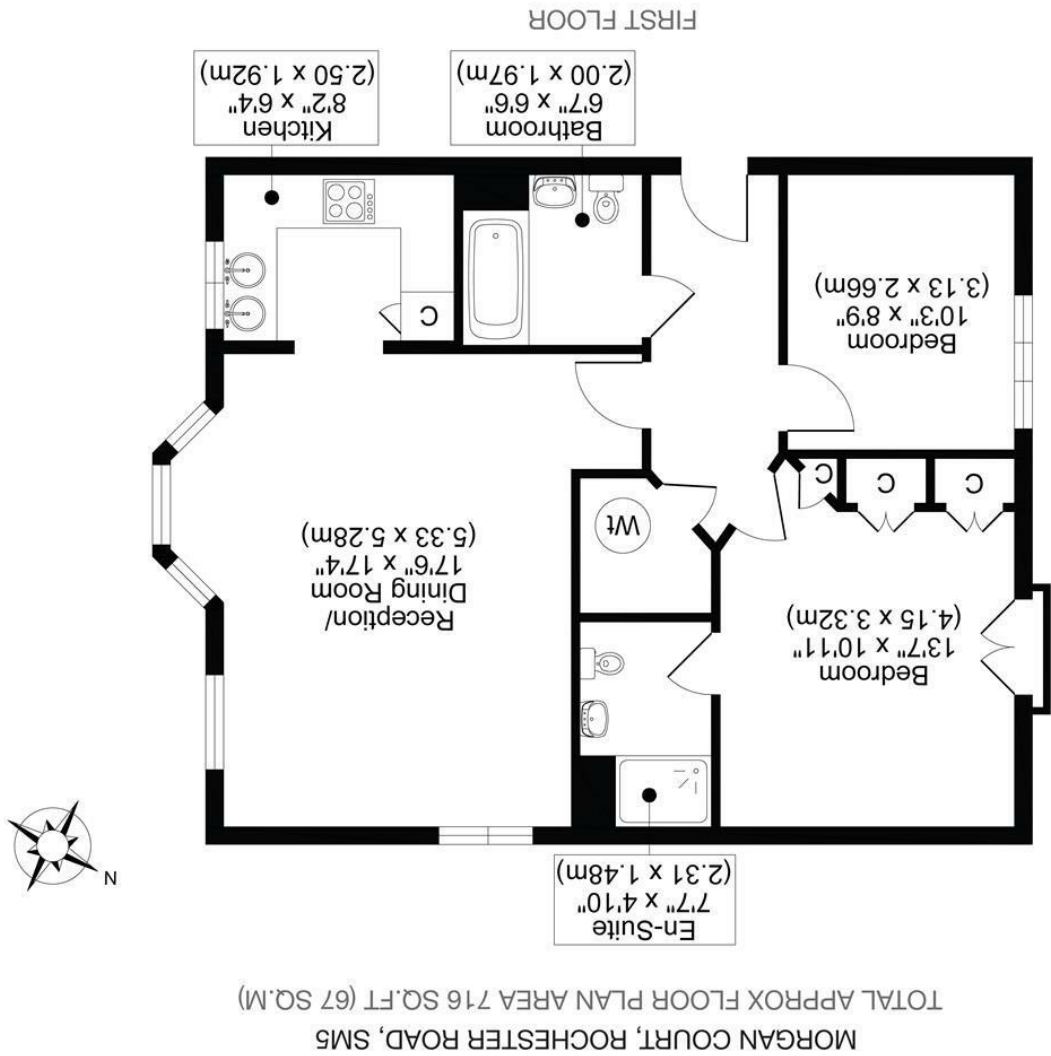 MORGAN COURT, ROCHESTER ROAD, SM5
TOTAL APPROX FLOOR PLAN AREA 716 SQ.FT (67 SQ.M)
En-Suite
7'7" x 4'10"
(2.31 x 1.48m)
N
Bedroom
13'7" x 10'11"
(4.15 x 3.32m)
Reception/
Dining Room
17'6" x 17'4"
(5.33 x 5.28m)
Wt
C
C
C
Bedroom
10'3" x 8'9"
(3.13 x 2.66m)
C
Bathroom
6'7" x 6'6"
(2.00 x 1.97m)
Kitchen
8'2" x 6'4"
(2.50 x 1.92m)
FIRST FLOOR